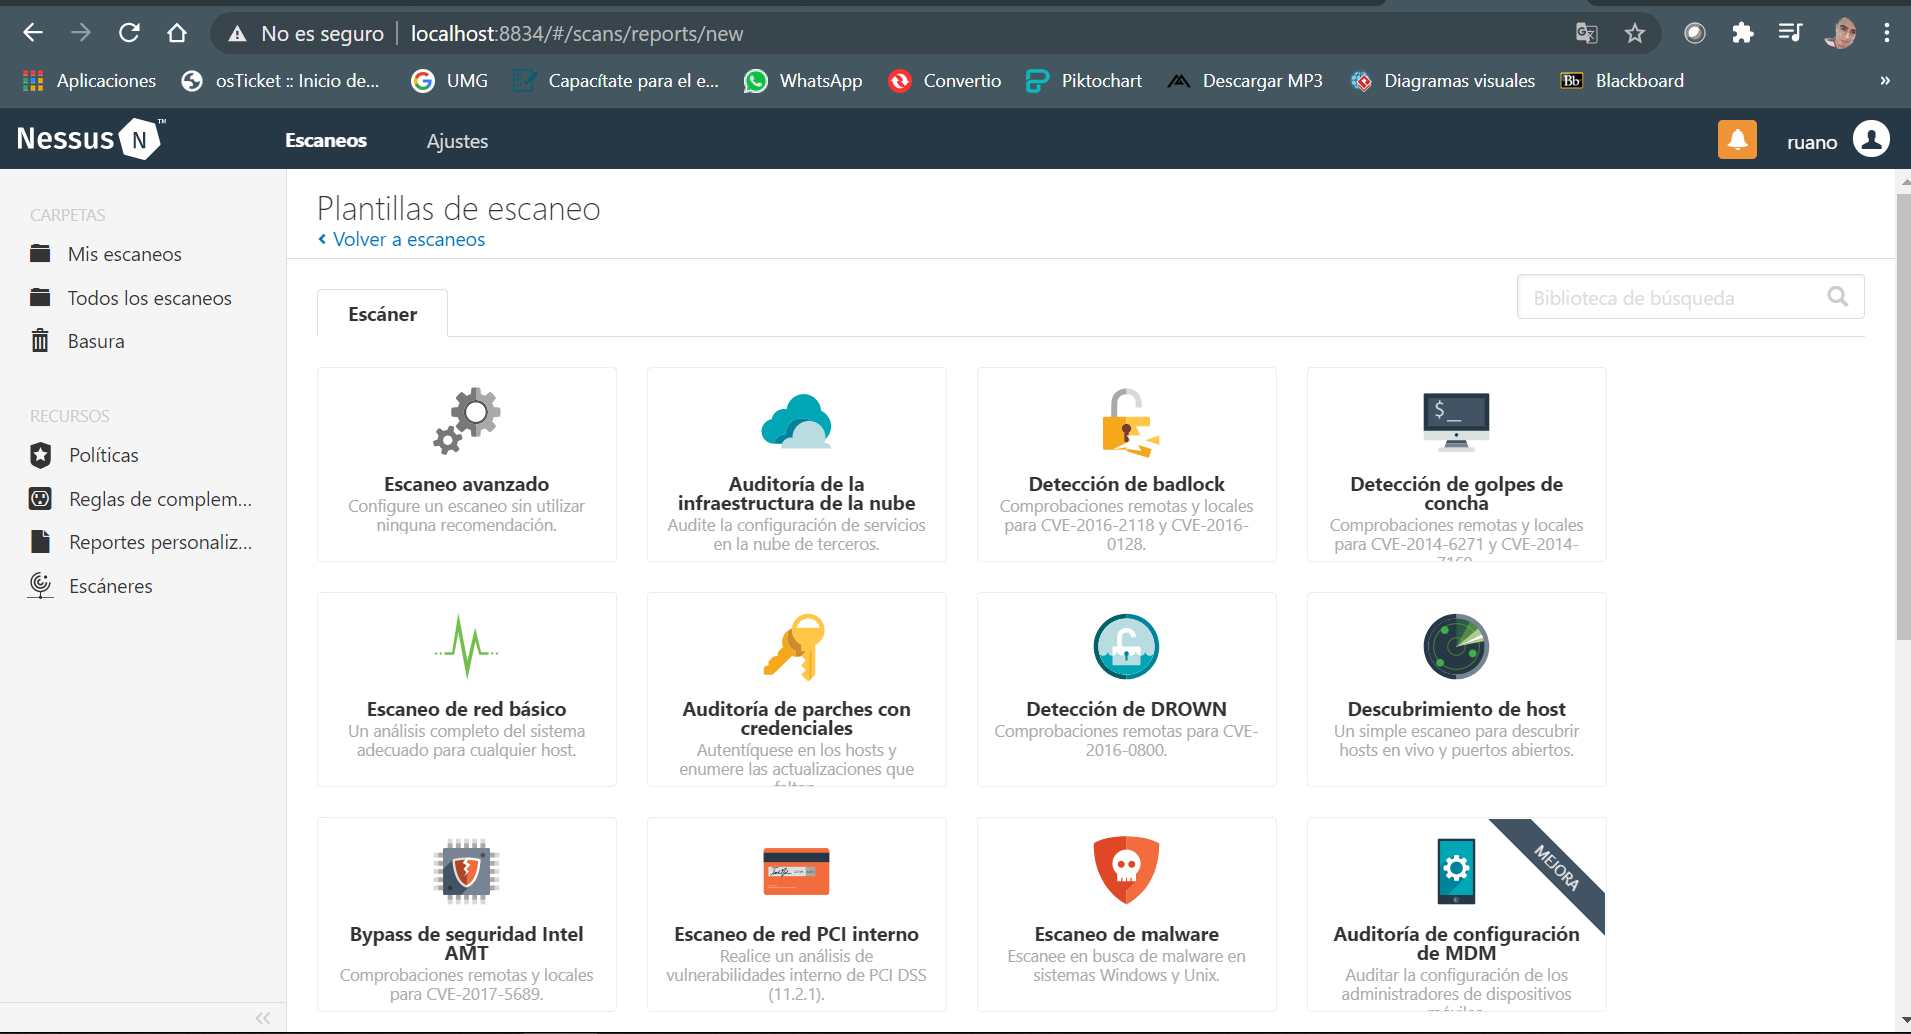 No es seguro
localhost:8834/#/scans/reports/new
Aplicaciones
osTicket :: Inicio de...
UMG
Capacítate para el e...
WhatsApp
Convertio
Piktochart
Descargar MP3
Diagramas visuales
Bb
Blackboard
»
Nessus N™
Escaneos
Ajustes
ruano
CARPETAS
Mis escaneos
Todos los escaneos
Basura
RECURSOS
Políticas
Reglas de complem...
Reportes personaliz...
Escáneres
Plantillas de escaneo
Volver a escaneos
Escáner
Biblioteca de búsqueda
Escaneo avanzado
Configure un escaneo sin utilizar
ninguna recomendación.
Auditoría de la
infraestructura de la nube
Audite la configuración de servicios
en la nube de terceros.
Detección de badlock
Comprobaciones remotas y locales
para CVE-2016-2118 y CVE-2016-
0128.
$_
Detección de golpes de
concha
Comprobaciones remotas y locales
para CVE-2014-6271 y CVE-2014-
7169.
Escaneo de red básico
Un análisis completo del sistema
adecuado para cualquier host.
Auditoría de parches con
credenciales
Autentíquese en los hosts y
enumere las actualizaciones que
faltan.
Detección de DROWN
Comprobaciones remotas para CVE-
2016-0800.
Descubrimiento de host
Un simple escaneo para descubrir
hosts en vivo y puertos abiertos.
Bypass de seguridad Intel
AMT
Comprobaciones remotas y locales
para CVE-2017-5689.
Escaneo de red PCI interno
Realice un análisis de
vulnerabilidades interno de PCI DSS
(11.2.1).
Escaneo de malware
Escanee en busca de malware en
sistemas Windows y Unix.
MEJORA
Auditoría de configuración
de MDM
Auditar la configuración de los
administradores de dispositivos
móviles.